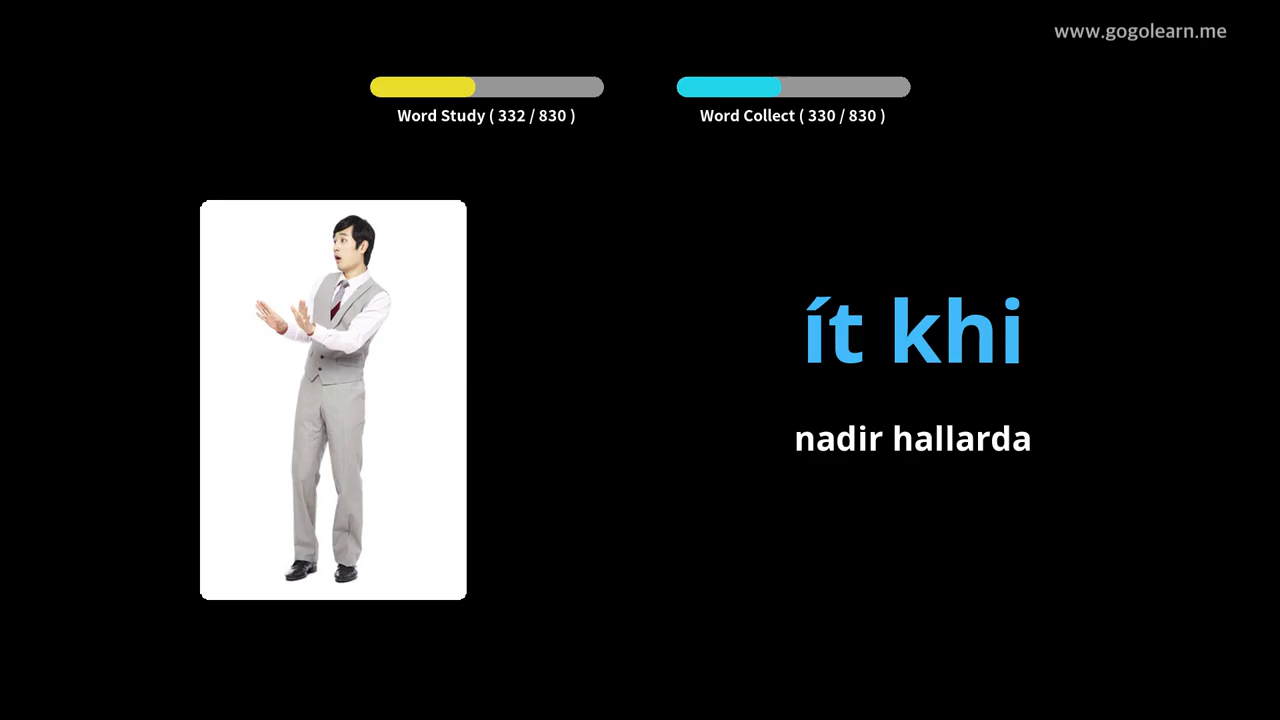 www.gogolearn.me
Word Study ( 332 / 830 )
Word Collect ( 330 / 830 )
ít khi
nadir hallarda